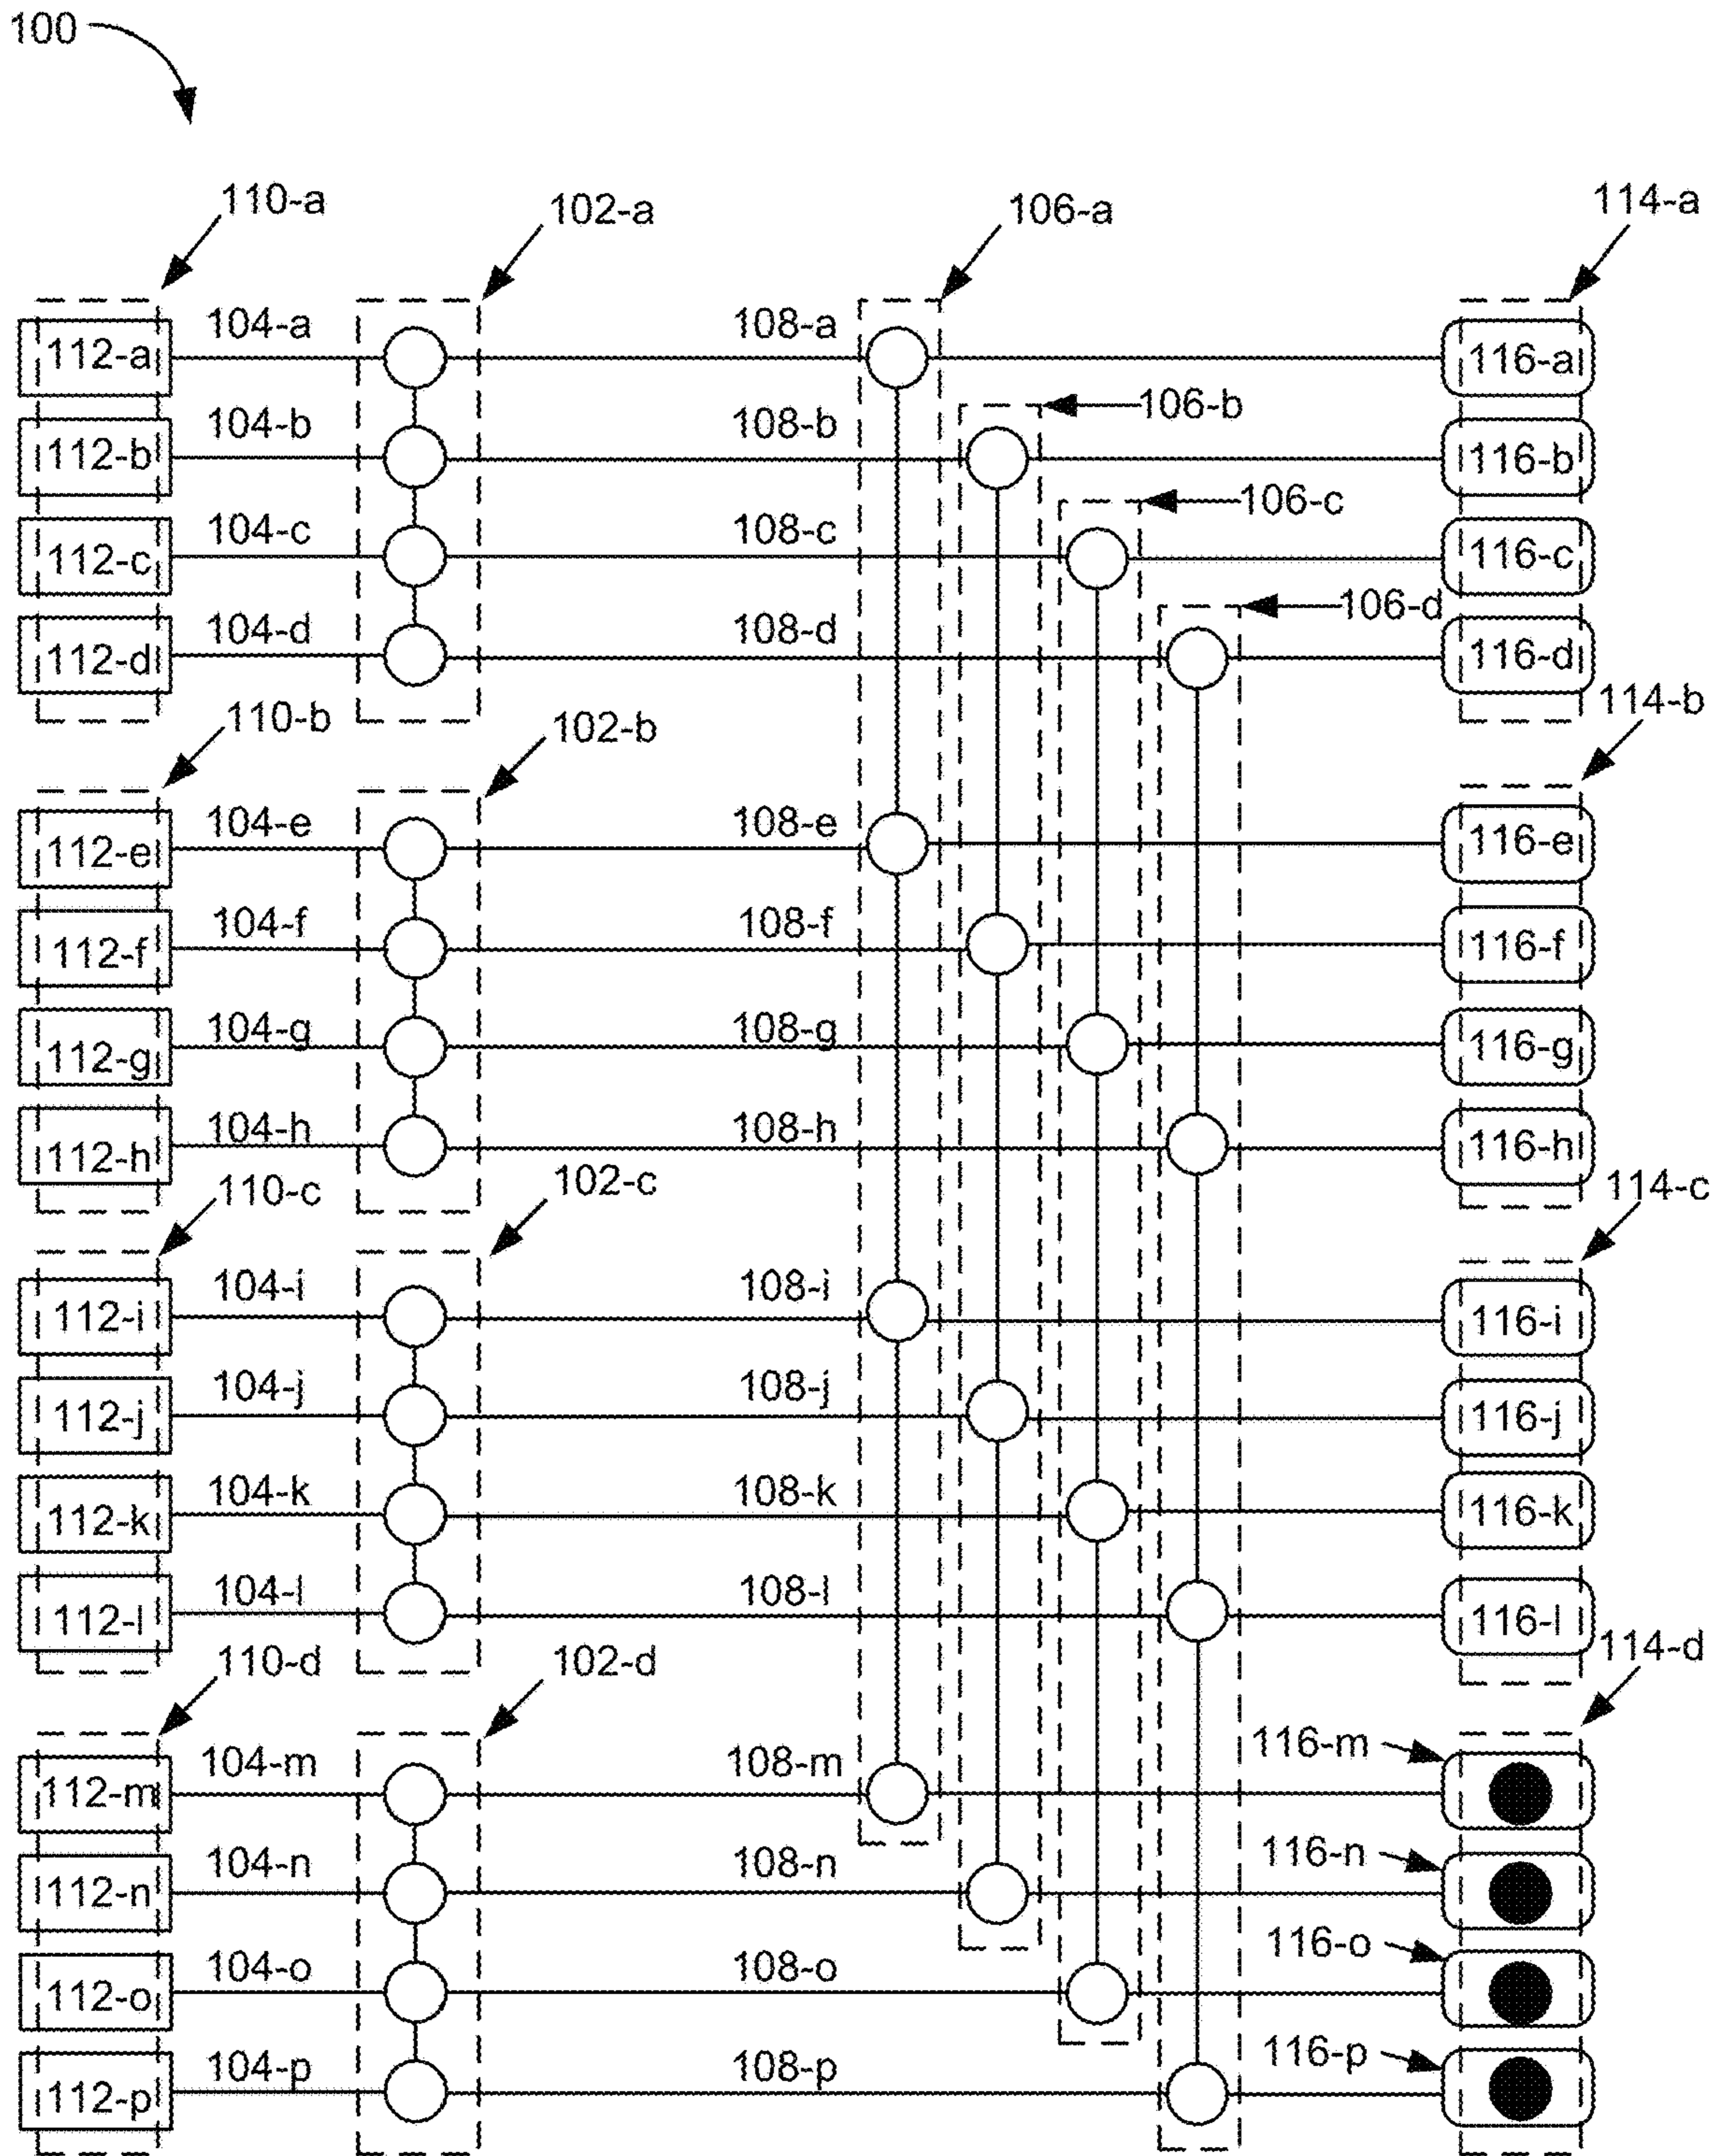 100
110-a 102-a 106-a 114-a
112-a 104-a 108-a 116-a
106-b
112-b 104-b 108-b 116-b
106-c
112-c 104-c 108-c 116-c
106-d
112-d 104-d 108-d 116-d
110-b 102-b 114-b
112-e 104-e 108-e 116-e
112-f 104-f 108-f 116-f
112-g 104-g 108-g 116-g
112-h 104-h 108-h 116-h
110-c 102-c 114-c
112-i 104-i 108-i 116-i
112-j 104-j 108-j 116-j
112-k 104-k 108-k 116-k
112-l 104-l 108-l 116-l
110-d 102-d 114-d
112-m 104-m 108-m 116-m
112-n 104-n 108-n 116-n
112-o 104-o 108-o 116-o
112-p 104-p 108-p 116-p